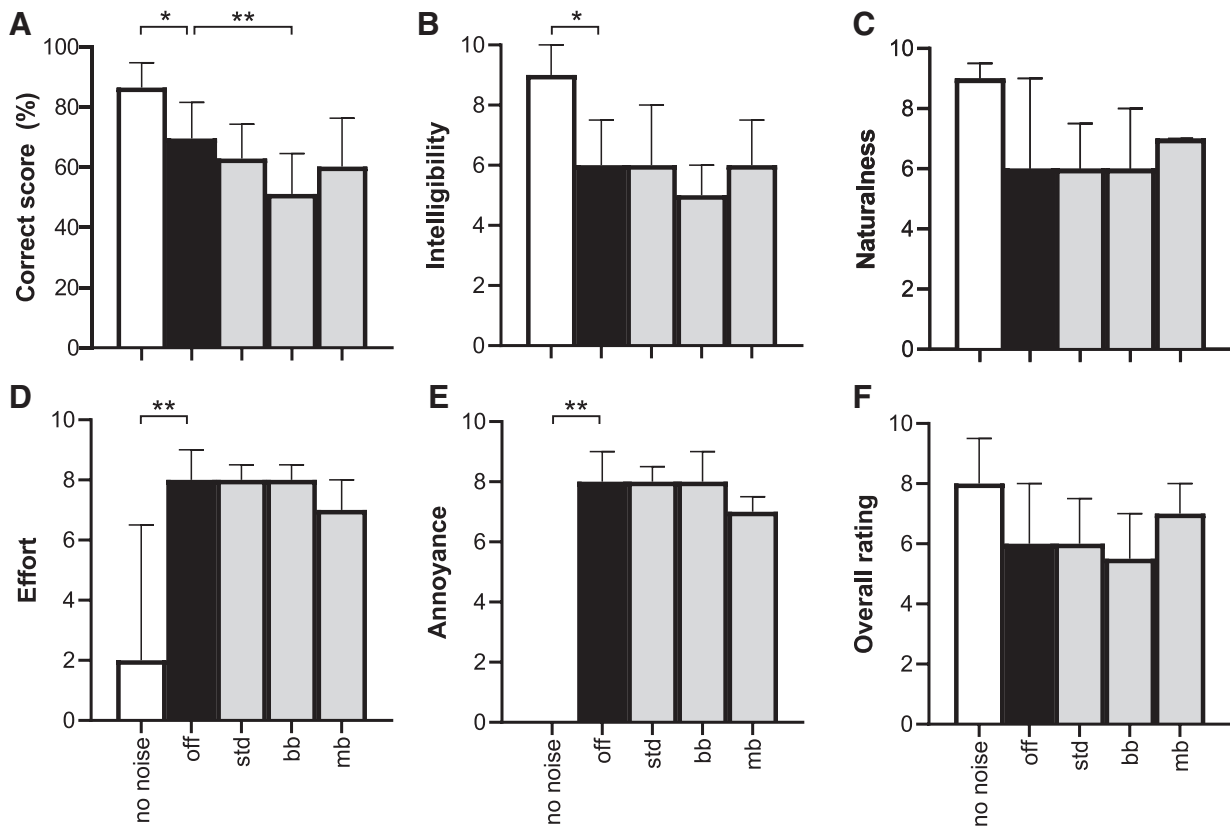 A
* **
Correct score (%)
100
80
60
40
20
0
B
*
Intelligibility
10
8
6
4
2
0
C
Naturalness
10
8
6
4
2
0
D
**
Effort
10
8
6
4
2
0
no noise
off
std
bb
mb
E
**
Annoyance
10
8
6
4
2
0
no noise
off
std
bb
mb
F
Overall rating
10
8
6
4
2
0
no noise
off
std
bb
mb